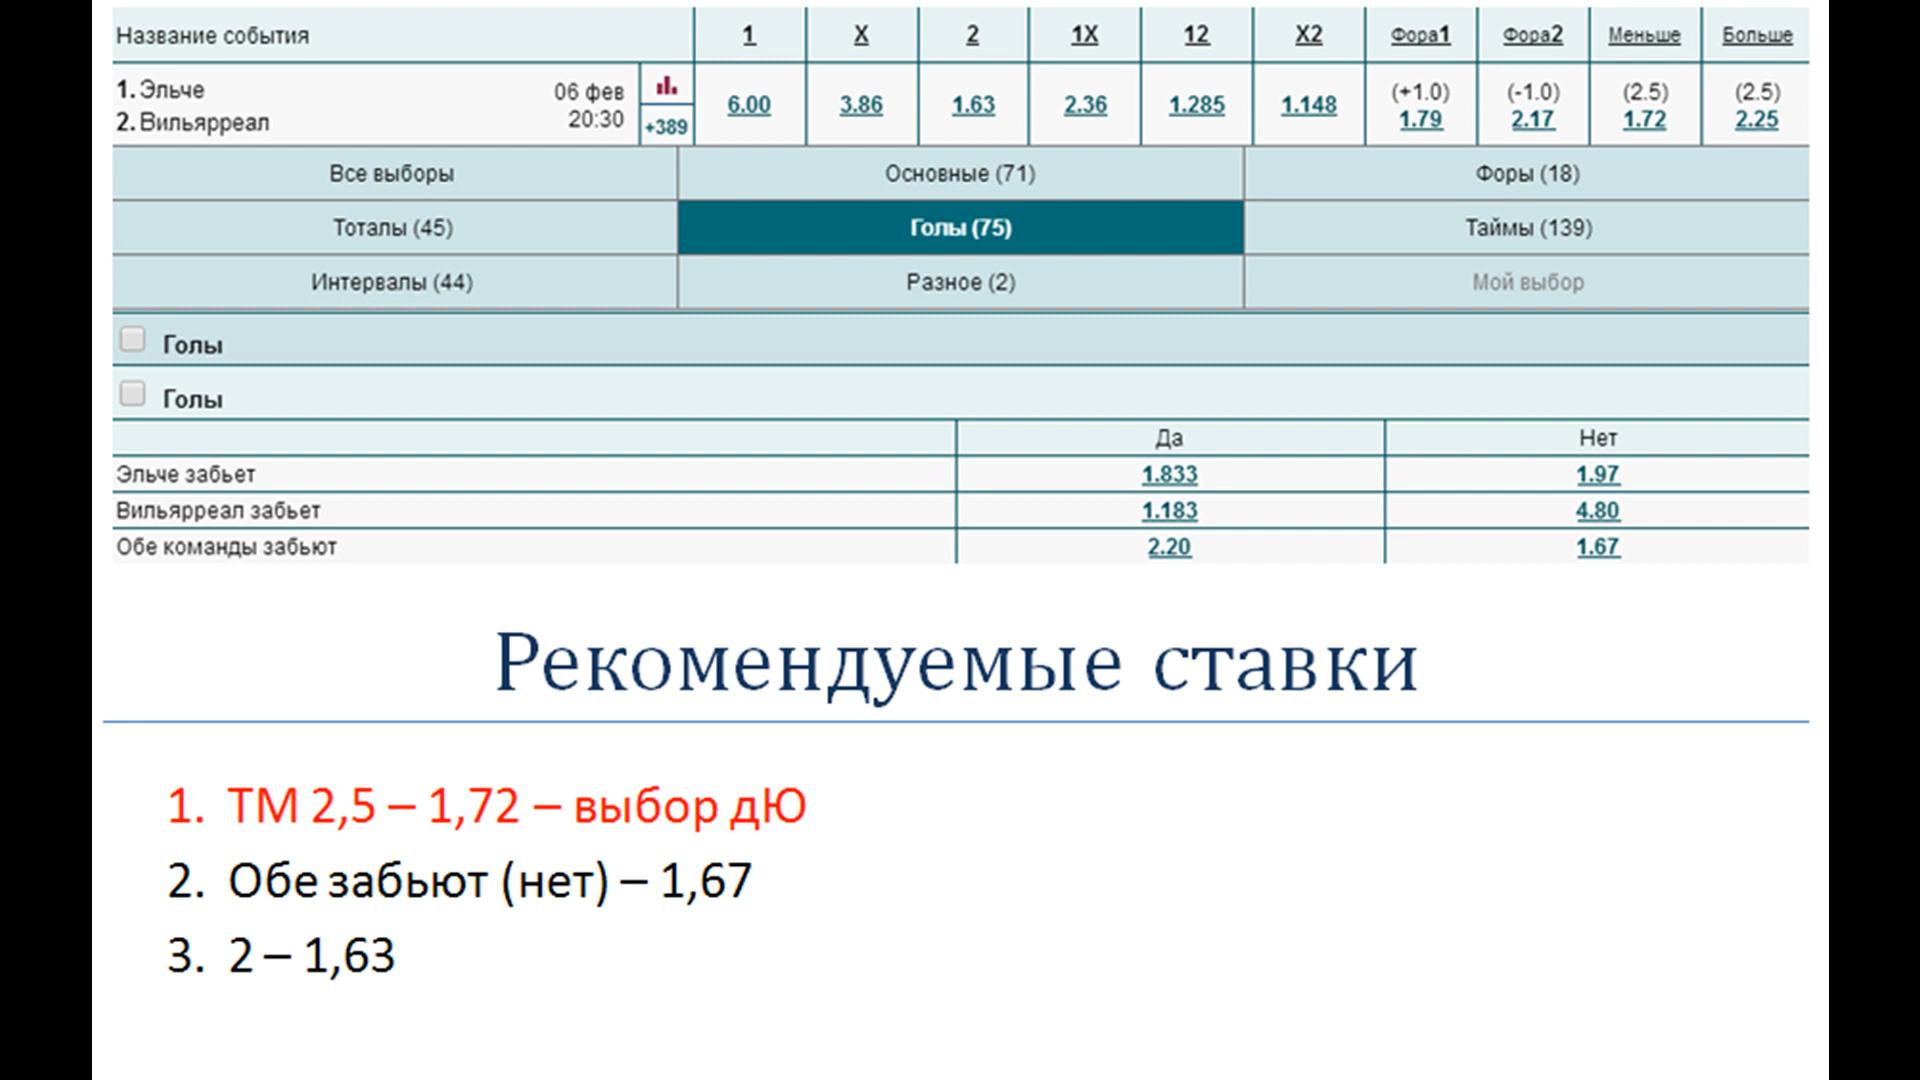 Название события 1 X 2 1X 12 X2 Фора1 Фора2 Меньше Больше
1. Эльче 06 фев (+1.0) (-1.0) (2.5) (2.5)
6.00 3.86 1.63 2.36 1.285 1.148
2. Вильярреал 20:30 +389 1.79 2.17 1.72 2.25
Все выборы Основные (71) Форы (18)
Тоталы (45) Голы (75) Таймы (139)
Интервалы (44) Разное (2) Мой выбор
Голы
Голы
Да Нет
Эльче забьет 1.833 1.97
Вильярреал забьет 1.183 4.80
Обе команды забьют 2.20 1.67
Рекомендуемые ставки
1. ТМ 2,5 – 1,72 – выбор дЮ
2. Обе забьют (нет) – 1,67
3. 2 – 1,63